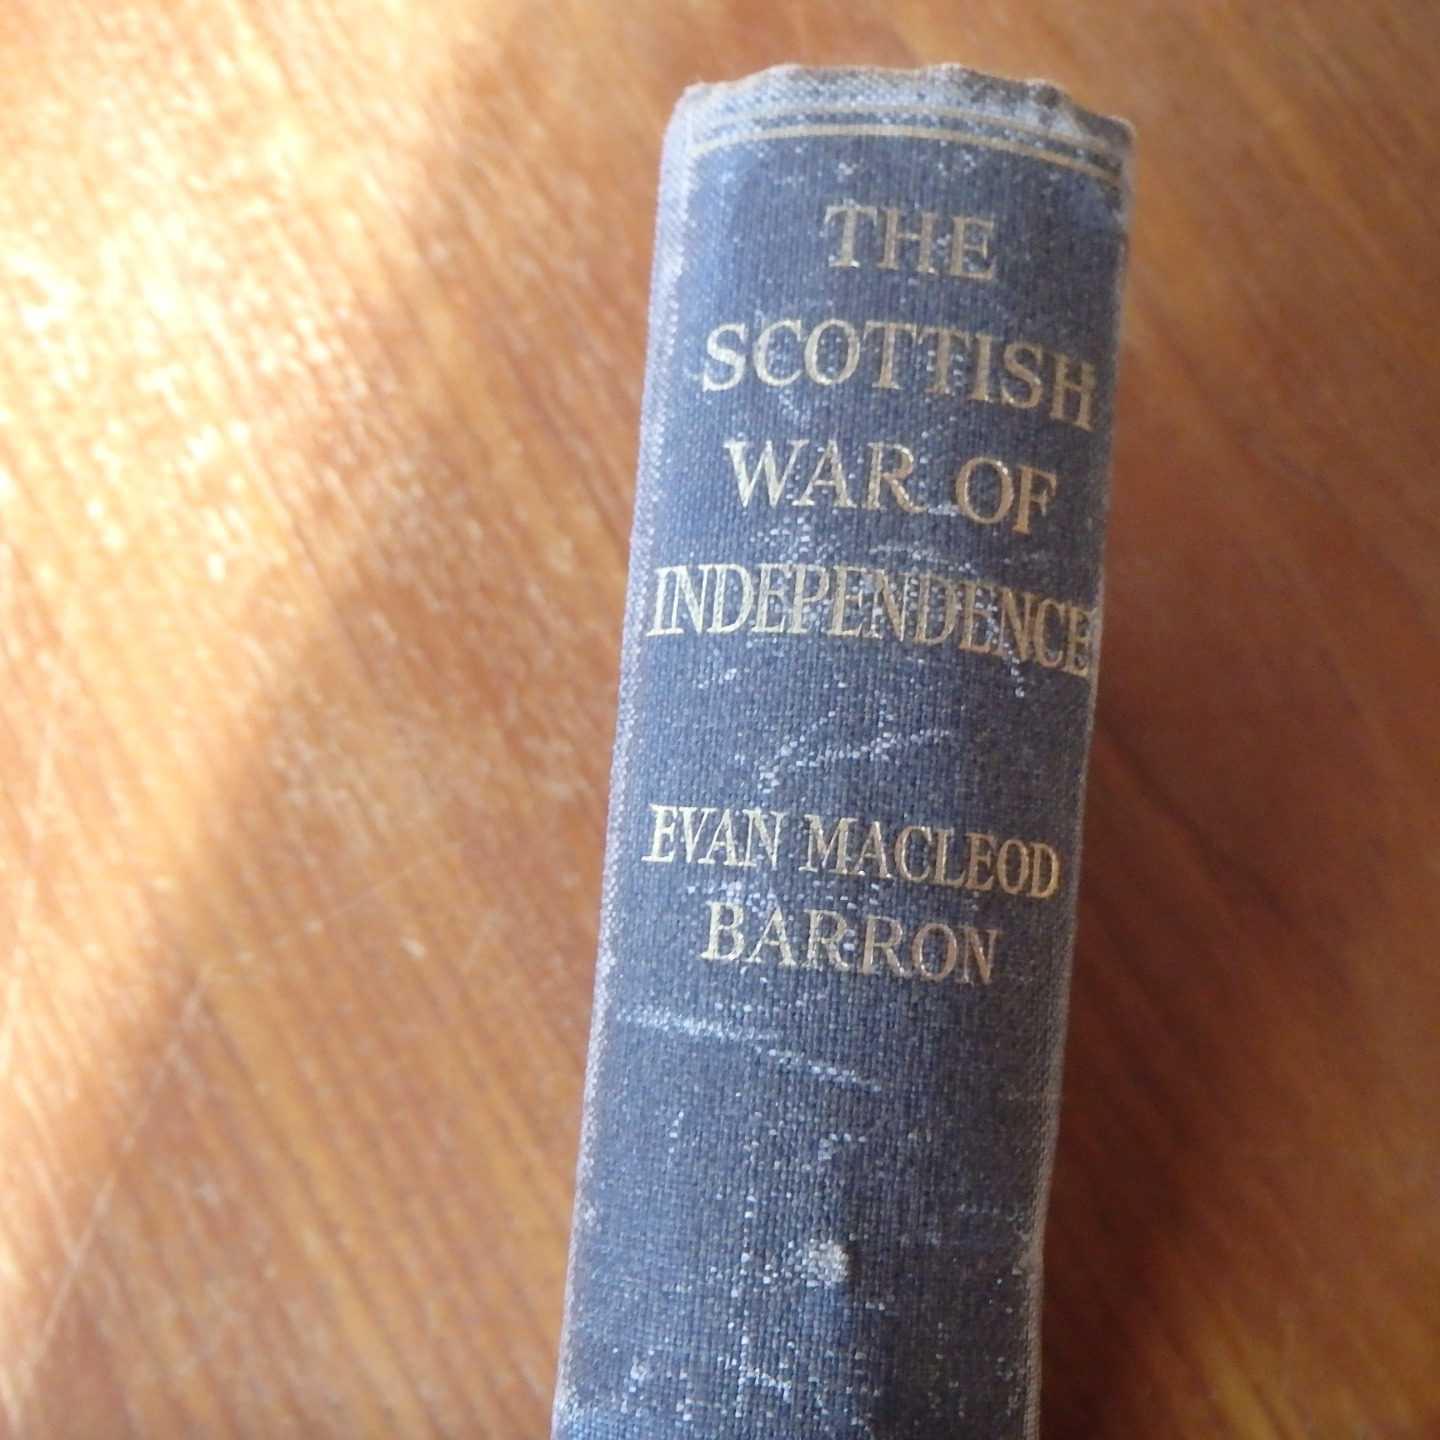 THE
SCOTTISH
WAR OF
INDEPENDENCE
EVAN MACLEOD
BARRON